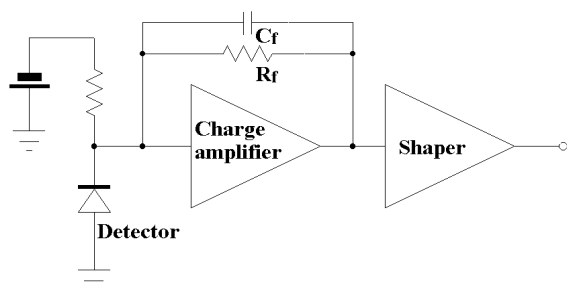 Cf
Rf
Charge
amplifier
Shaper
Detector